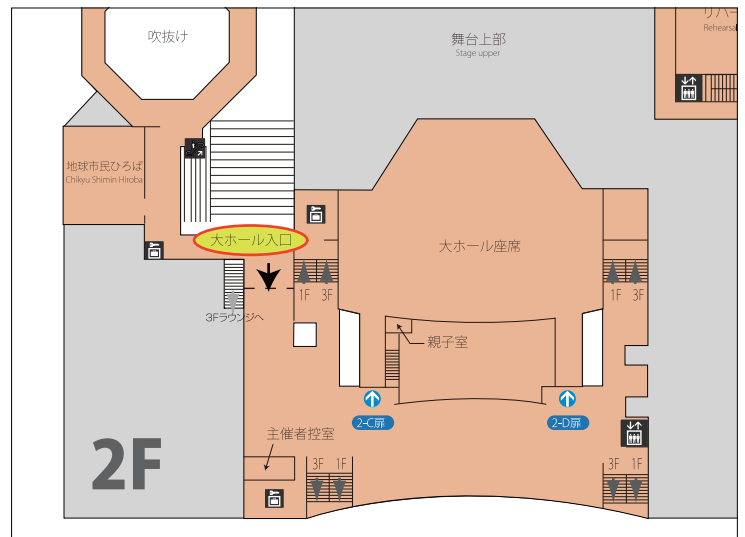 吹抜け
舞台上部
Stage upper
リハー
Rehearsa
地球市民ひろば
Chikyu Shimin Hiroba
大ホール入口
大ホール座席
1F 3F
1F 3F
3Fラウンジへ
親子室
2-C扉
2-D扉
主催者控室
3F 1F
3F 1F
2F